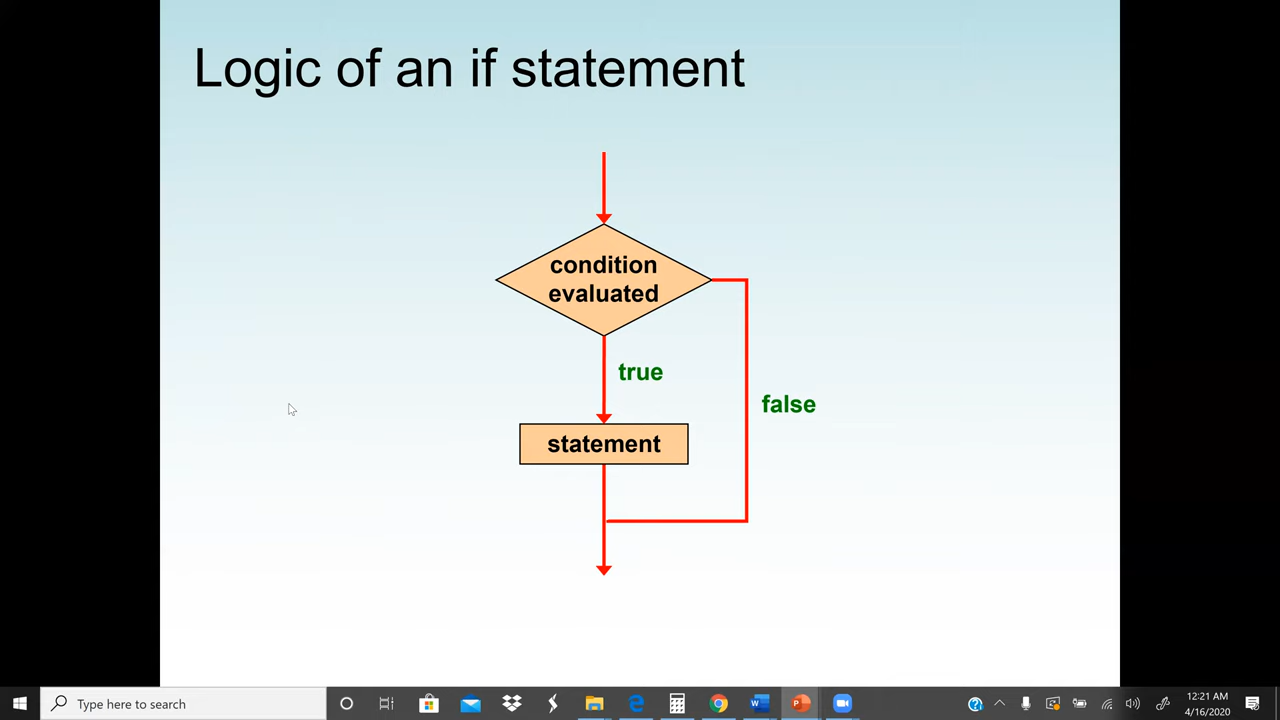 Logic of an if statement
condition
evaluated
true
false
statement
Type here to search
12:21 AM
4/16/2020